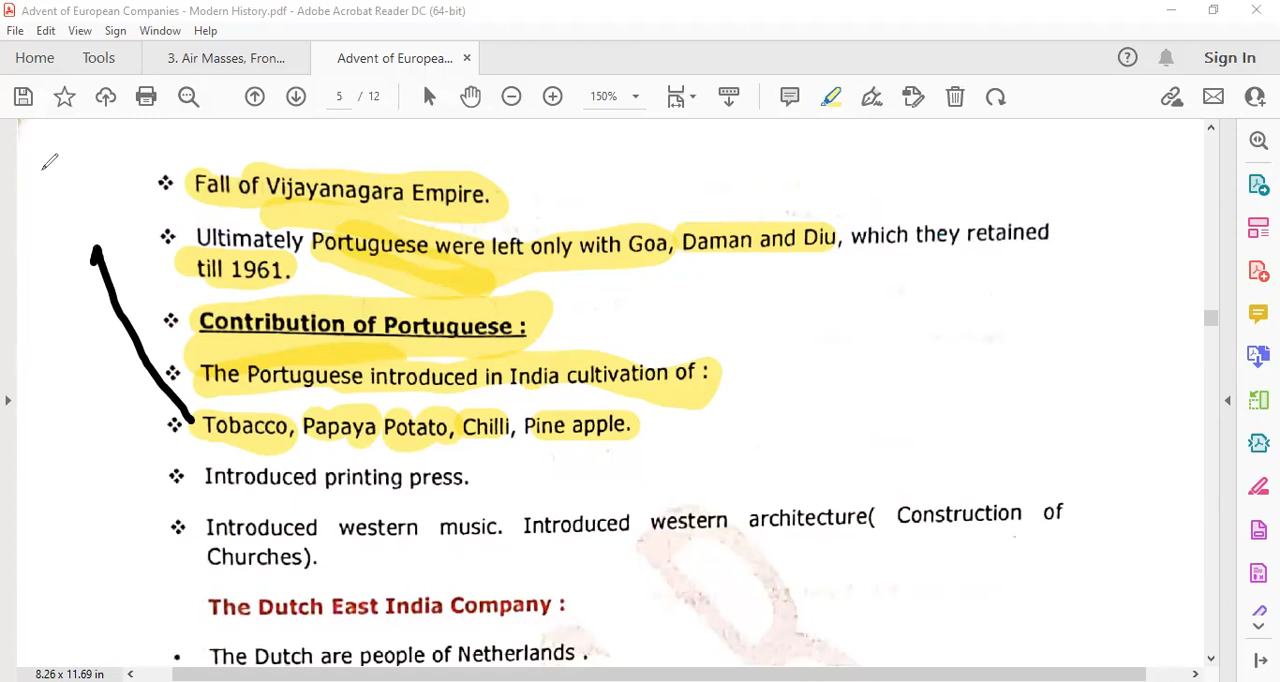 Advent of European Companies - Modern History.pdf - Adobe Acrobat Reader DC (64-bit)
File Edit View Sign Window Help
Home Tools 3. Air Masses, Fron... Advent of Europea... × Sign In
5 / 12 150%
Fall of Vijayanagara Empire.
Ultimately Portuguese were left only with Goa, Daman and Diu, which they retained
till 1961.
Contribution of Portuguese :
The Portuguese introduced in India cultivation of :
Tobacco, Papaya Potato, Chilli, Pine apple.
Introduced printing press.
Introduced western music. Introduced western architecture( Construction of
Churches).
The Dutch East India Company :
The Dutch are people of Netherlands .
8.26 x 11.69 in